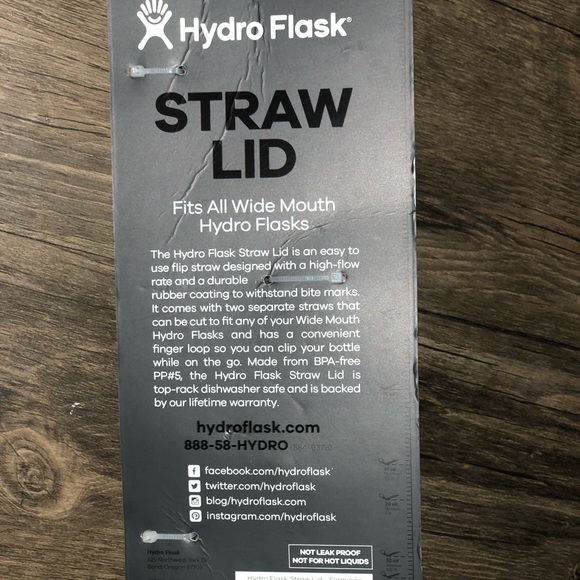 Hydro Flask®
STRAW
LID
Fits All Wide Mouth
Hydro Flasks
The Hydro Flask Straw Lid is an easy to
use flip straw designed with a high-flow
rate and a durable
rubber coating to withstand bite marks.
It comes with two separate straws that
can be cut to fit any of your Wide Mouth
Hydro Flasks and has a convenient
finger loop so you can clip your bottle
while on the go. Made from BPA-free
PP#5, the Hydro Flask Straw Lid is
top-rack dishwasher safe and is backed
by our lifetime warranty.
hydroflask.com
888-58-HYDRO
facebook.com/hydroflask
twitter.com/hydroflask
blog/hydroflask.com
instagram.com/hydroflask
Hydro Flask
NOT LEAK PROOF
NOT FOR HOT LIQUIDS
Hydro Flask Straw Lid